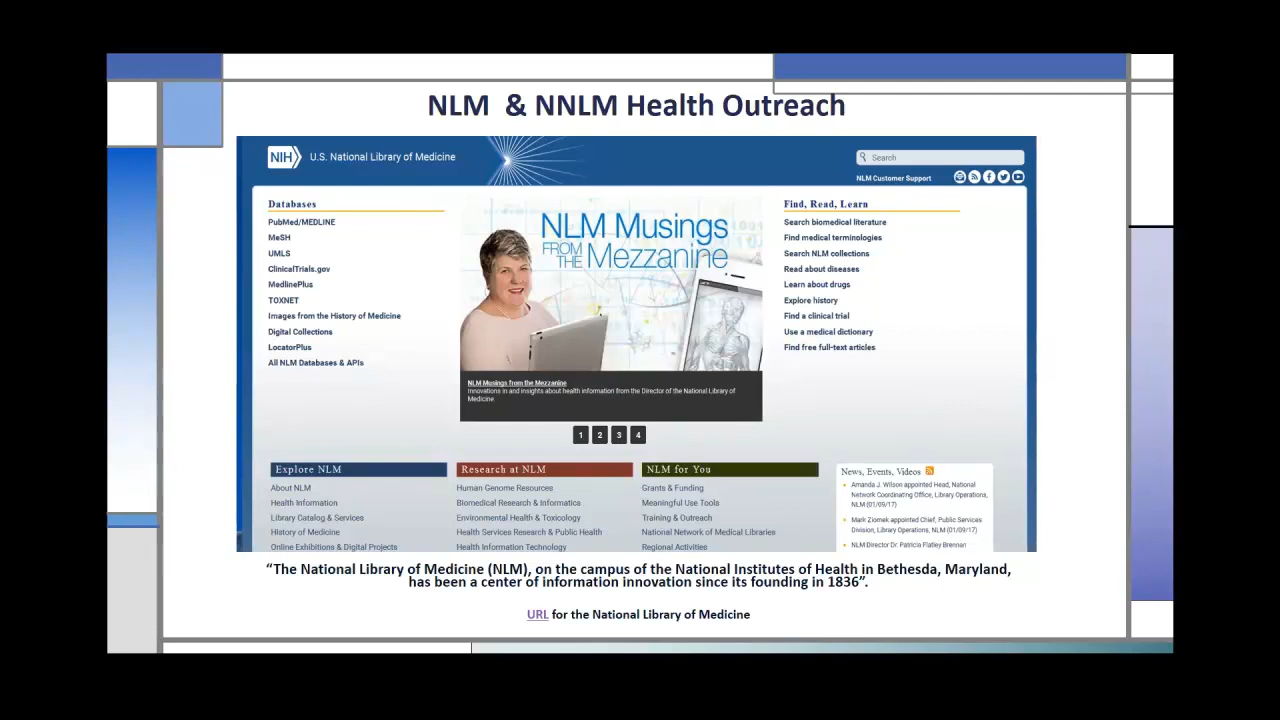 NLM & NNLM Health Outreach
NIH
U.S. National Library of Medicine
Search
NLM Customer Support
Databases
PubMed/MEDLINE
MeSH
UMLS
ClinicalTrials.gov
MedlinePlus
TOXNET
Images from the History of Medicine
Digital Collections
LocatorPlus
All NLM Databases & APIs
NLM Musings
FROM THE Mezzanine
NLM Musings from the Mezzanine
Innovations in and insights about health information from the Director of the National Library of
Medicine
1 2 3 4
Find, Read, Learn
Search biomedical literature
Find medical terminologies
Search NLM collections
Read about diseases
Learn about drugs
Explore history
Find a clinical trial
Use a medical dictionary
Find free full-text articles
Explore NLM
About NLM
Health Information
Library Catalog & Services
History of Medicine
Online Exhibitions & Digital Projects
Research at NLM
Human Genome Resources
Biomedical Research & Informatics
Environmental Health & Toxicology
Health Services Research & Public Health
Health Information Technology
NLM for You
Grants & Funding
Meaningful Use Tools
Training & Outreach
National Network of Medical Libraries
Regional Activities
News, Events, Videos
Amanda J. Wilson appointed Head, National
Network Coordinating Office, Library Operations,
NLM (01/09/17)
Mark Ziomek appointed Chief, Public Services
Division, Library Operations, NLM (01/09/17)
NLM Director Dr. Patricia Flatley Brennan
“The National Library of Medicine (NLM), on the campus of the National Institutes of Health in Bethesda, Maryland,
has been a center of information innovation since its founding in 1836”.
URL for the National Library of Medicine